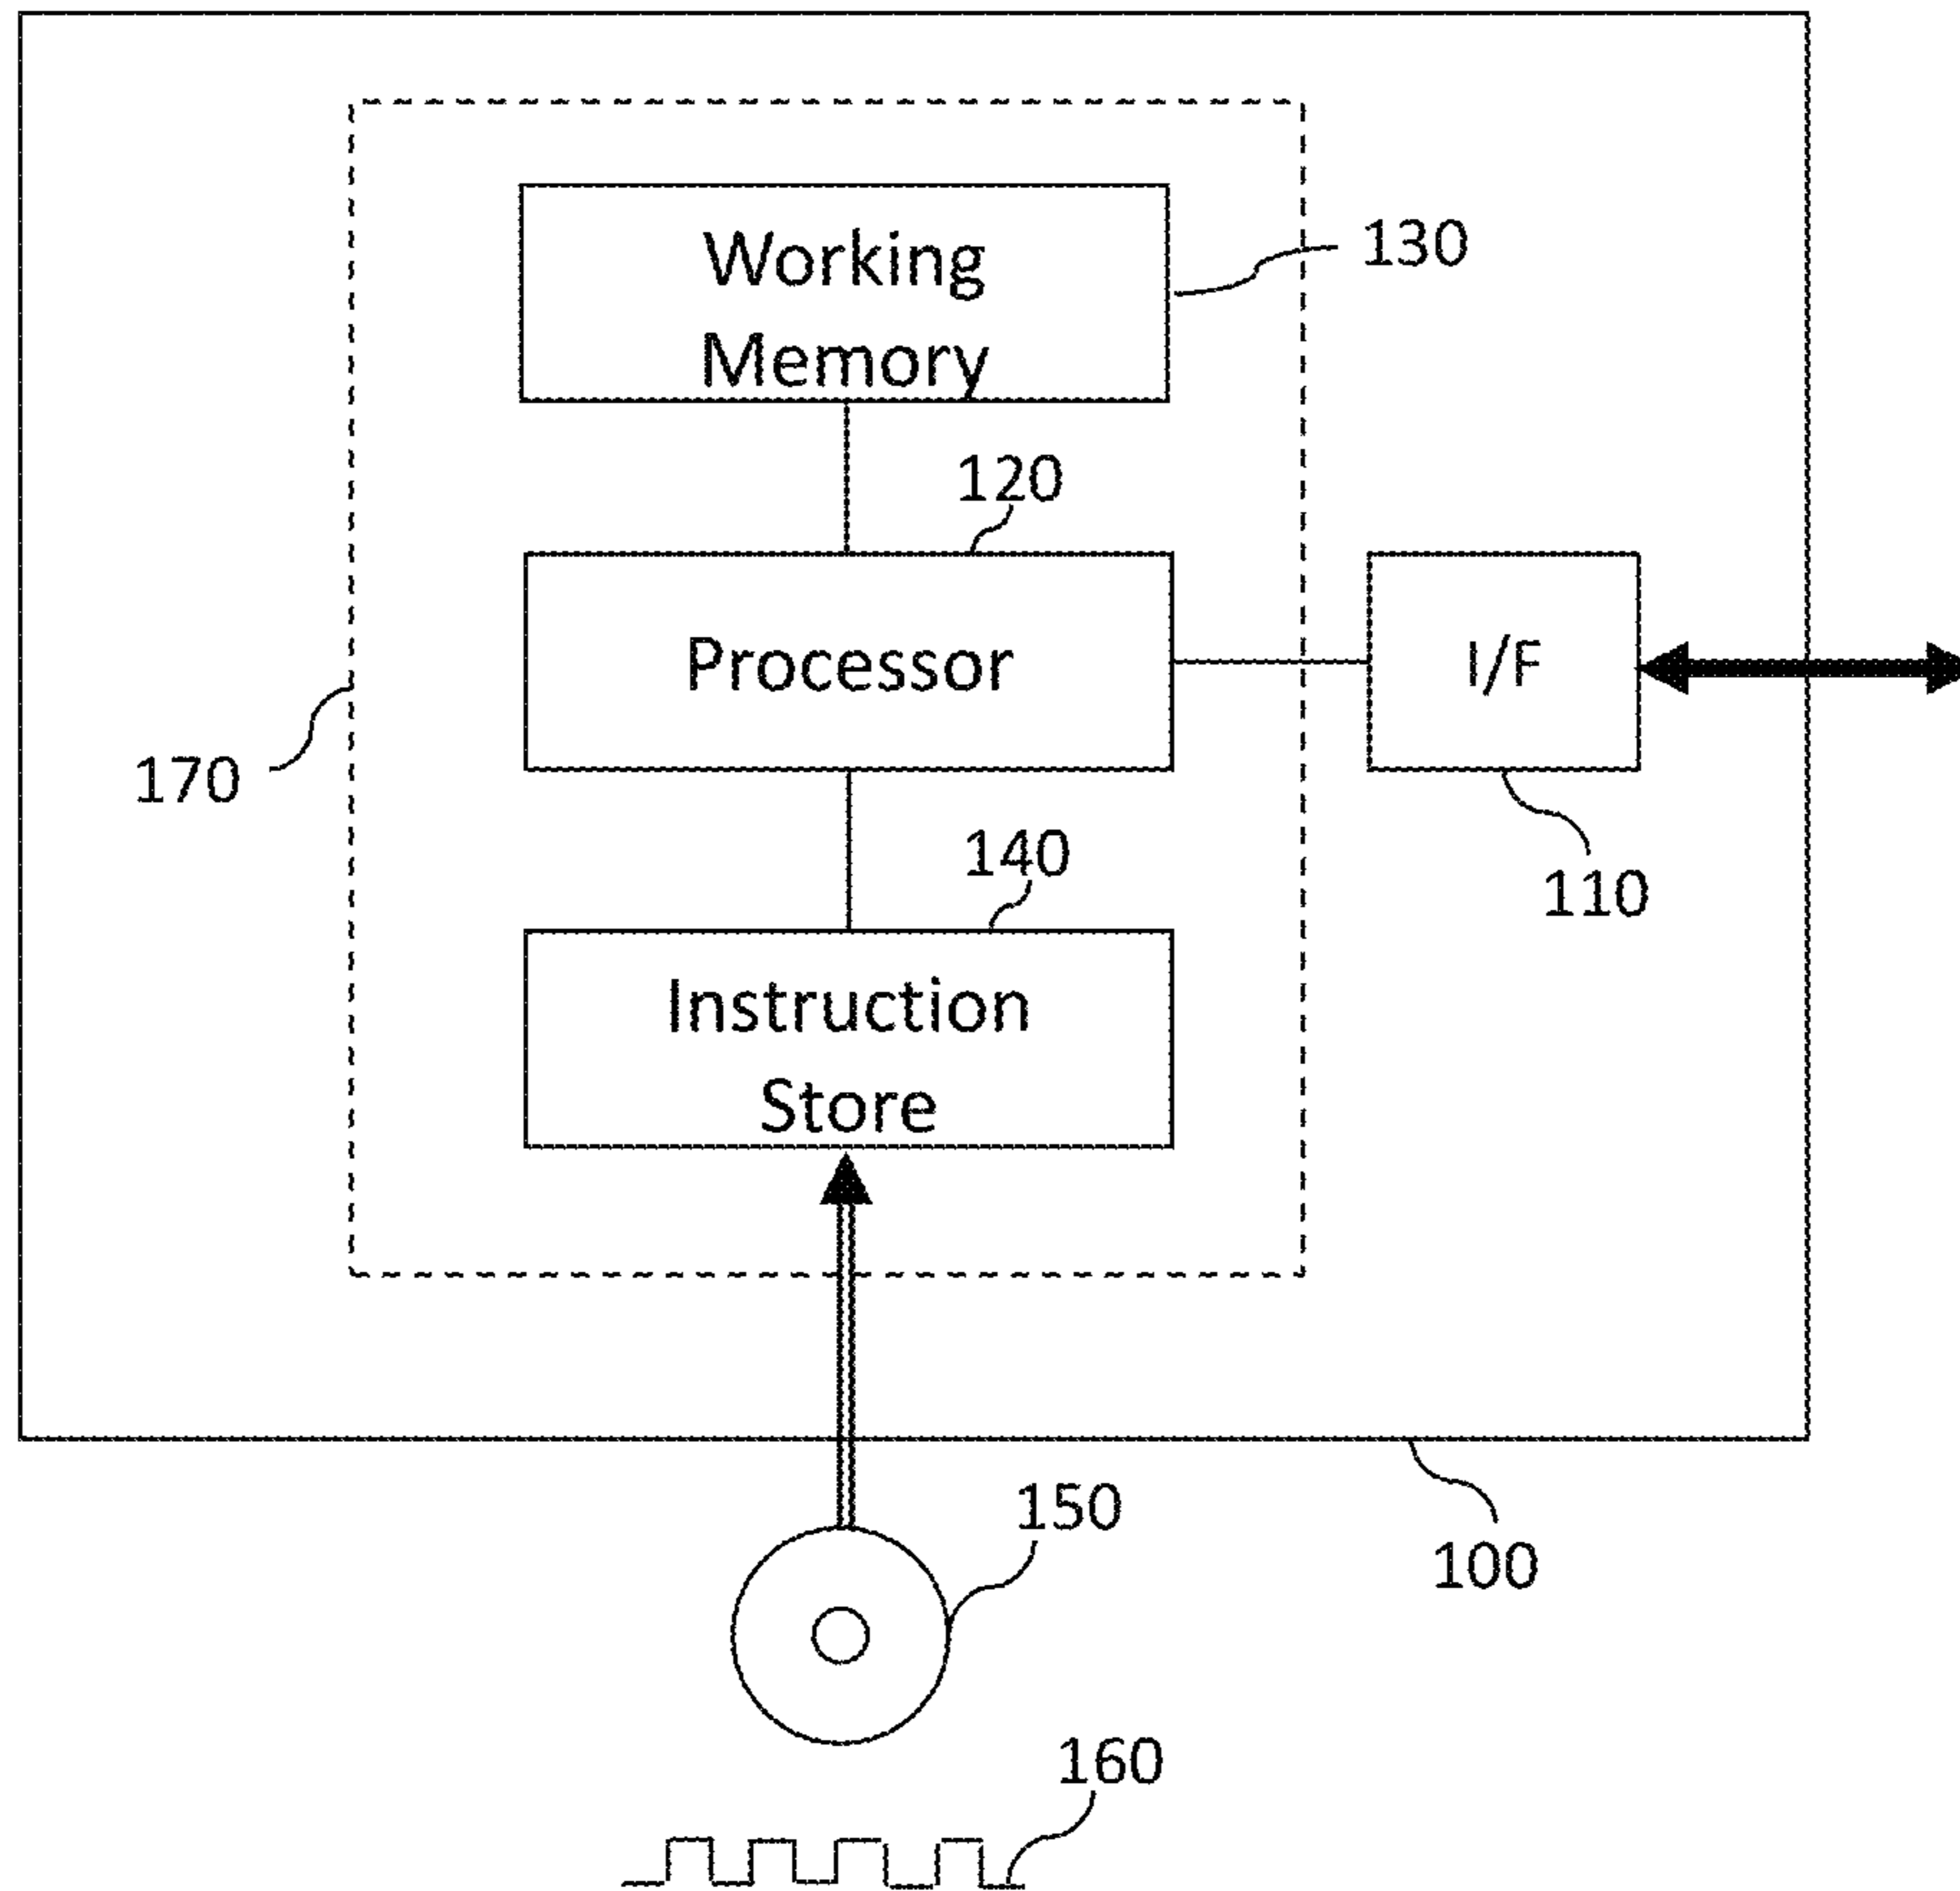 Working
Memory
130
120
Processor
I/F
170
140
110
Instruction
Store
150
100
160